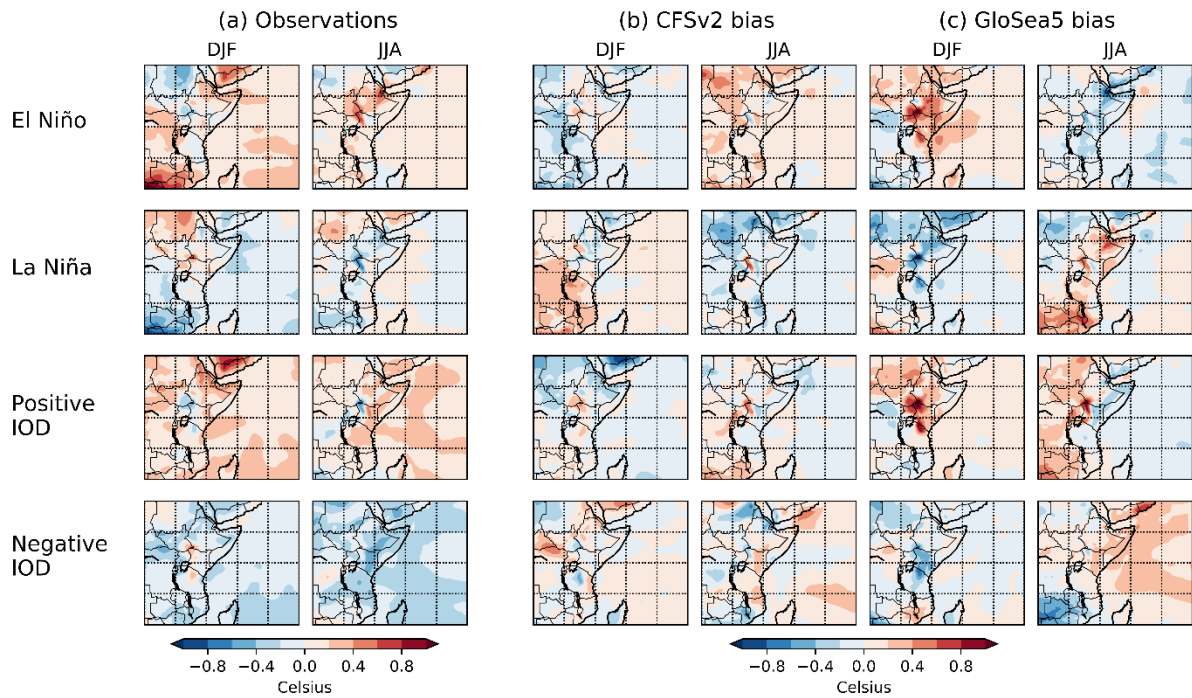 (a) Observations (b) CFSv2 bias (c) GloSea5 bias
DJF JJA DJF JJA DJF JJA
El Niño
La Niña
Positive
IOD
Negative
IOD
−0.8 −0.4 0.0 0.4 0.8 −0.8 −0.4 0.0 0.4 0.8
Celsius Celsius